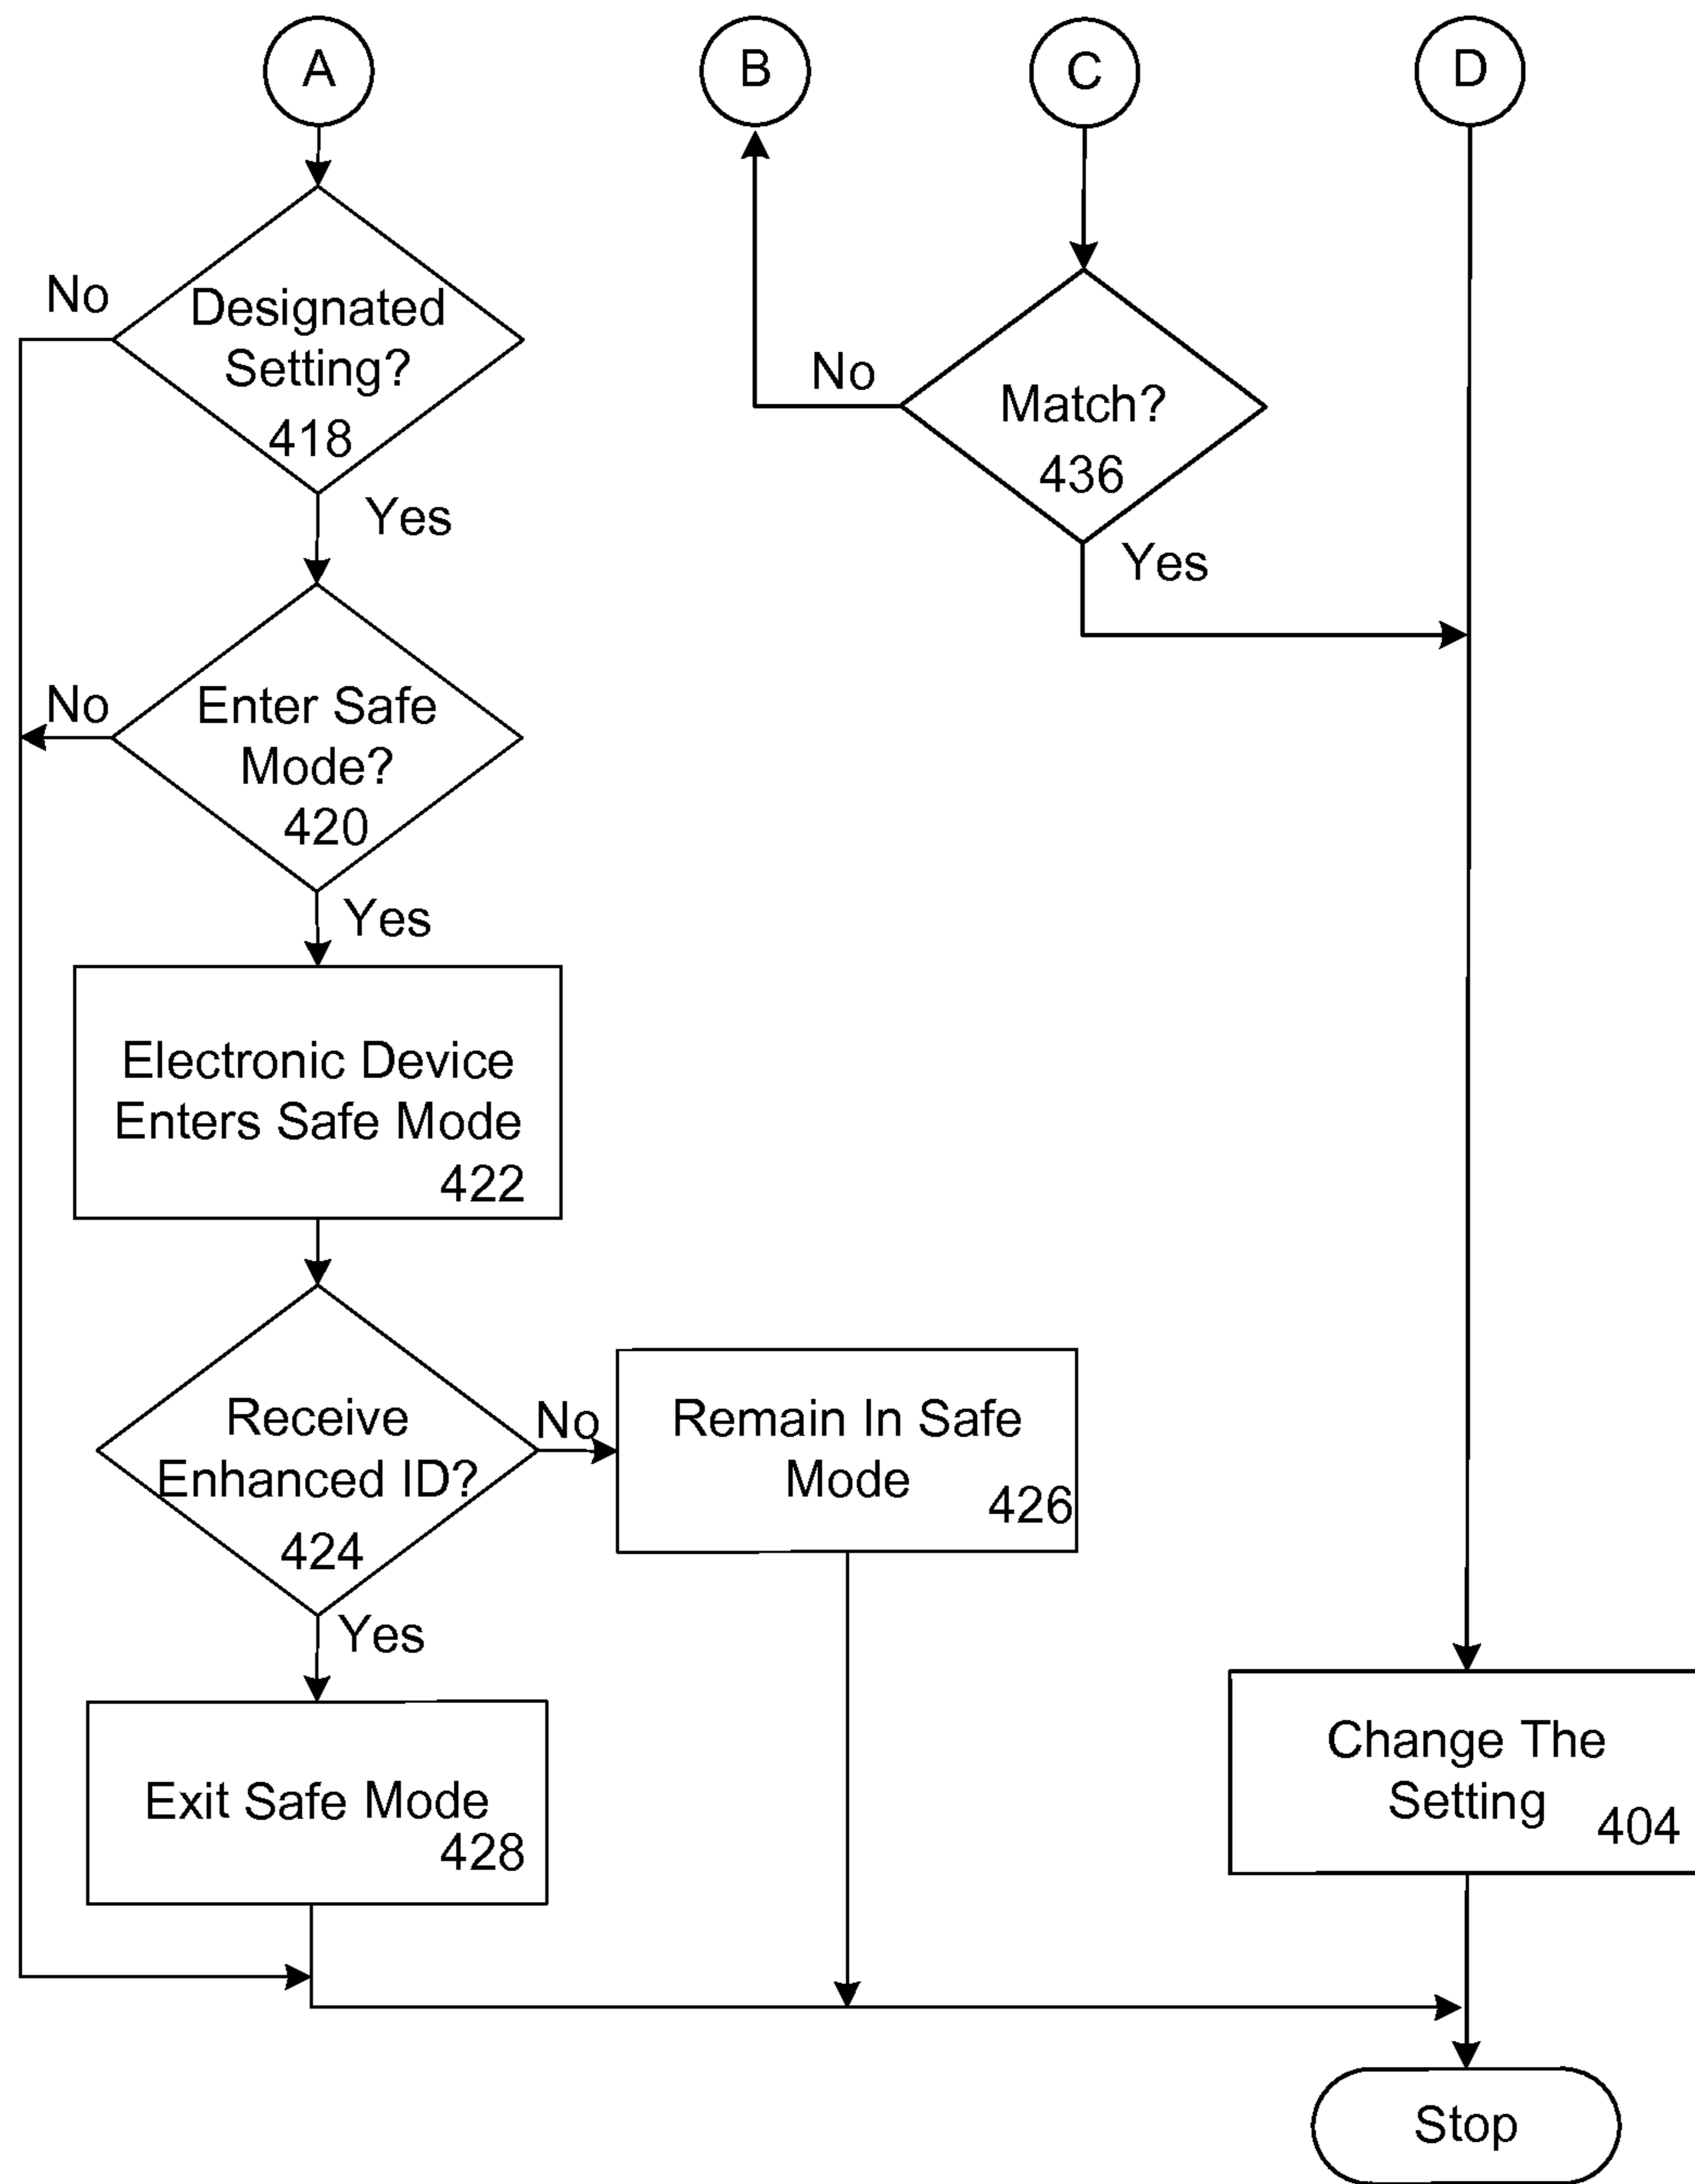 A
B
C
D
No
Designated
Setting?
418
Yes
No
Match?
436
Yes
No
Enter Safe
Mode?
420
Yes
Electronic Device
Enters Safe Mode
422
Receive
Enhanced ID?
424
No
Remain In Safe
Mode
426
Yes
Exit Safe Mode
428
Change The
Setting
404
Stop